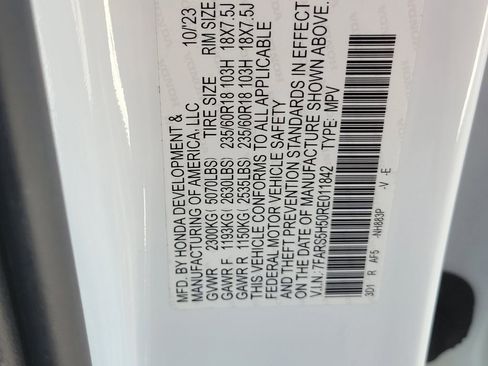 MFD. BY HONDA DEVELOPMENT &
MANUFACTURING OF AMERICA, LLC 10/'23
GVWR 2300KG( 5070LBS) TIRE SIZE RIM SIZE
GAWR F 1193KG( 2630LBS) 235/60R18 103H 18X7.5J
GAWR R 1150KG( 2535LBS) 235/60R18 103H 18X7.5J
THIS VEHICLE CONFORMS TO ALL APPLICABLE
FEDERAL MOTOR VEHICLE SAFETY
AND THEFT PREVENTION STANDARDS IN EFFECT
ON THE DATE OF MANUFACTURE SHOWN ABOVE.
V.I.N.:7FARS5H50RE011842 TYPE: MPV
3D1 R AF5 -NH883P -V -E